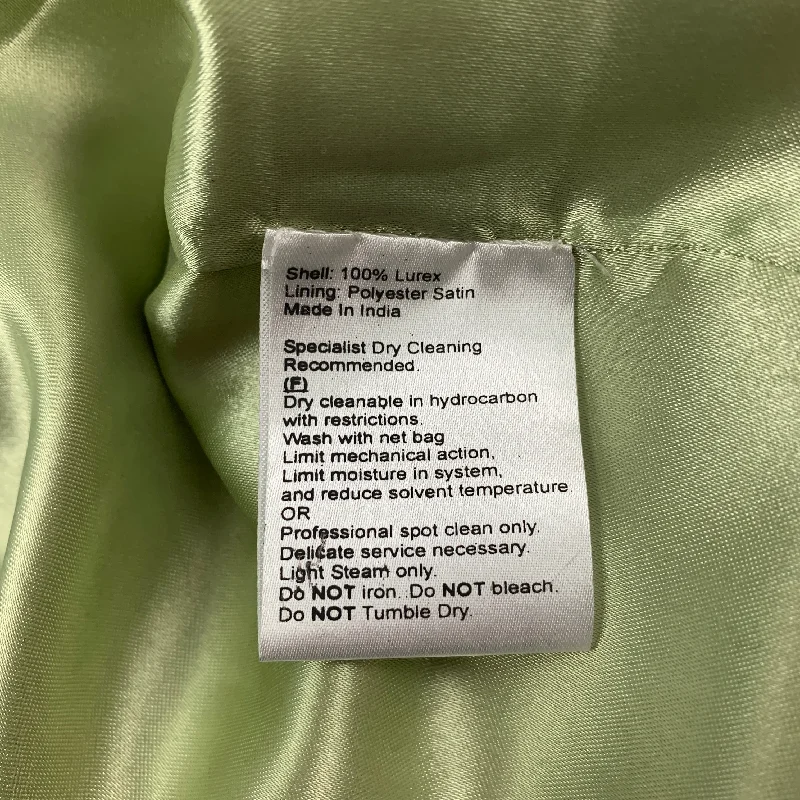 Shell: 100% Lurex
Lining: Polyester Satin
Made In India
Specialist Dry Cleaning
Recommended.
(F)
Dry cleanable in hydrocarbon
with restrictions.
Wash with net bag
Limit mechanical action,
Limit moisture in system,
and reduce solvent temperature
OR
Professional spot clean only.
Delicate service necessary.
Light Steam only.
Do NOT iron. Do NOT bleach.
Do NOT Tumble Dry.